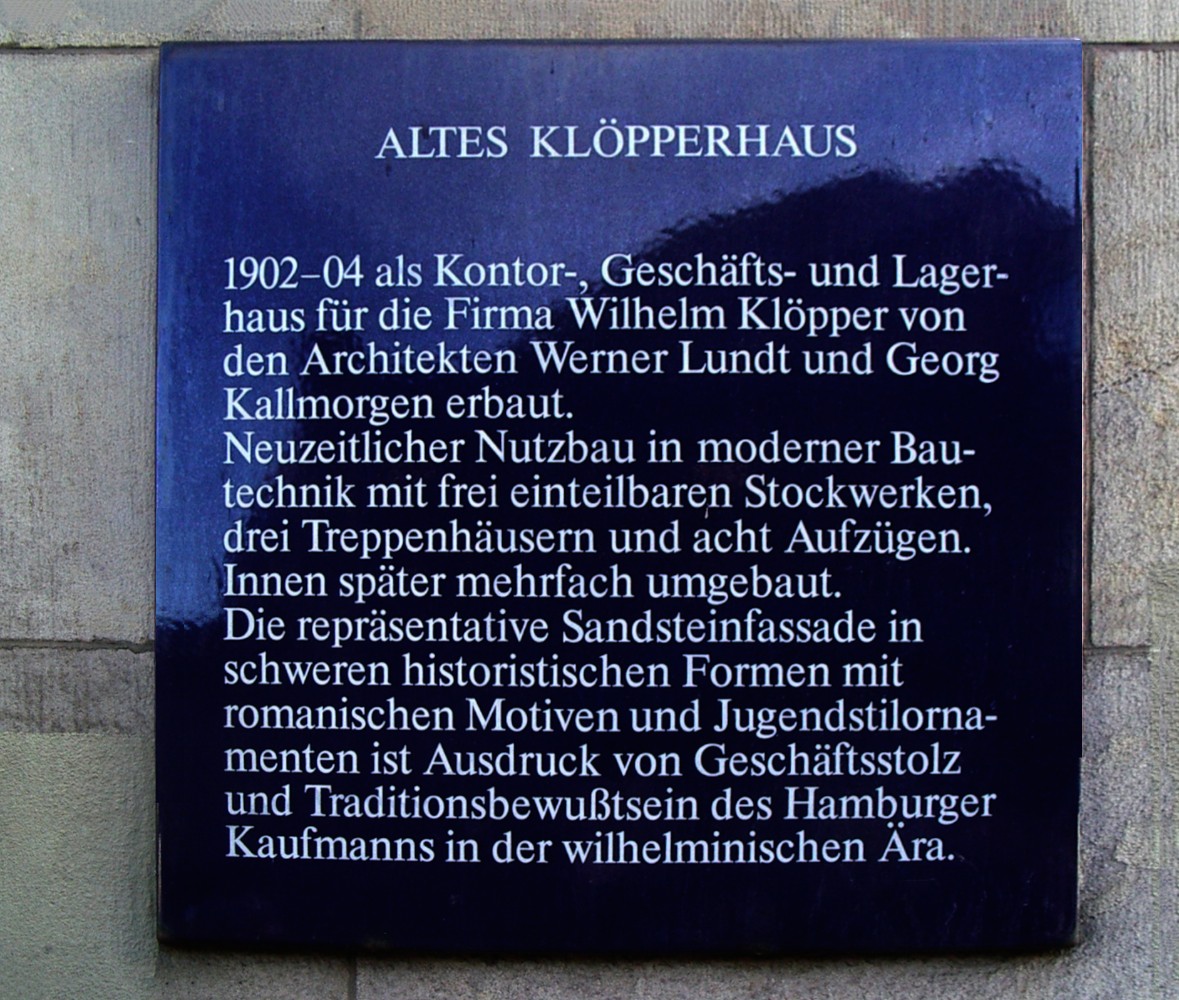 ALTES KLÖPPERHAUS
1902–04 als Kontor-, Geschäfts- und Lager-
haus für die Firma Wilhelm Klöpper von
den Architekten Werner Lundt und Georg
Kallmorgen erbaut.
Neuzeitlicher Nutzbau in moderner Bau-
technik mit frei einteilbaren Stockwerken,
drei Treppenhäusern und acht Aufzügen.
Innen später mehrfach umgebaut.
Die repräsentative Sandsteinfassade in
schweren historistischen Formen mit
romanischen Motiven und Jugendstilorna-
menten ist Ausdruck von Geschäftsstolz
und Traditionsbewußtsein des Hamburger
Kaufmanns in der wilhelminischen Ära.